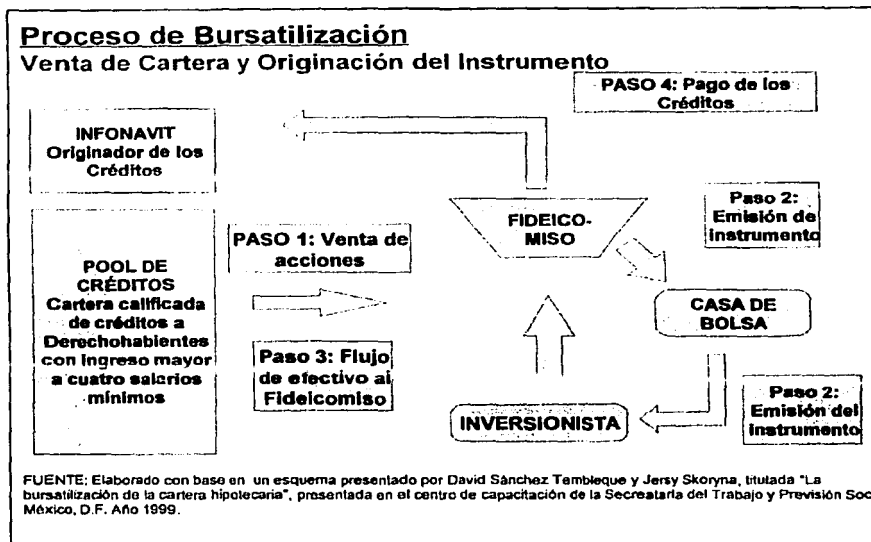 Proceso de Bursatilización
Venta de Cartera y Originación del Instrumento
PASO 4: Pago de los
Créditos
INFONAVIT
Originador de los
Créditos
FIDEICO-
MISO
Paso 2:
Emisión de
instrumento
PASO 1: Venta de
acciones
POOL DE
CRÉDITOS
Cartera calificada
de créditos a
Derechohabientes
con ingreso mayor
a cuatro salarios
mínimos
CASA DE
BOLSA
Paso 3: Flujo
de efectivo al
Fideicomiso
Paso 2:
Emisión del
instrumento
INVERSIONISTA
FUENTE: Elaborado con base en un esquema presentado por David Sánchez Tembleque y Jersy Skoryna, titulada "La
bursatilización de la cartera hipotecaria", presentada en el centro de capacitación de la Secretaría del Trabajo y Previsión Soc
México, D.F. Año 1999.